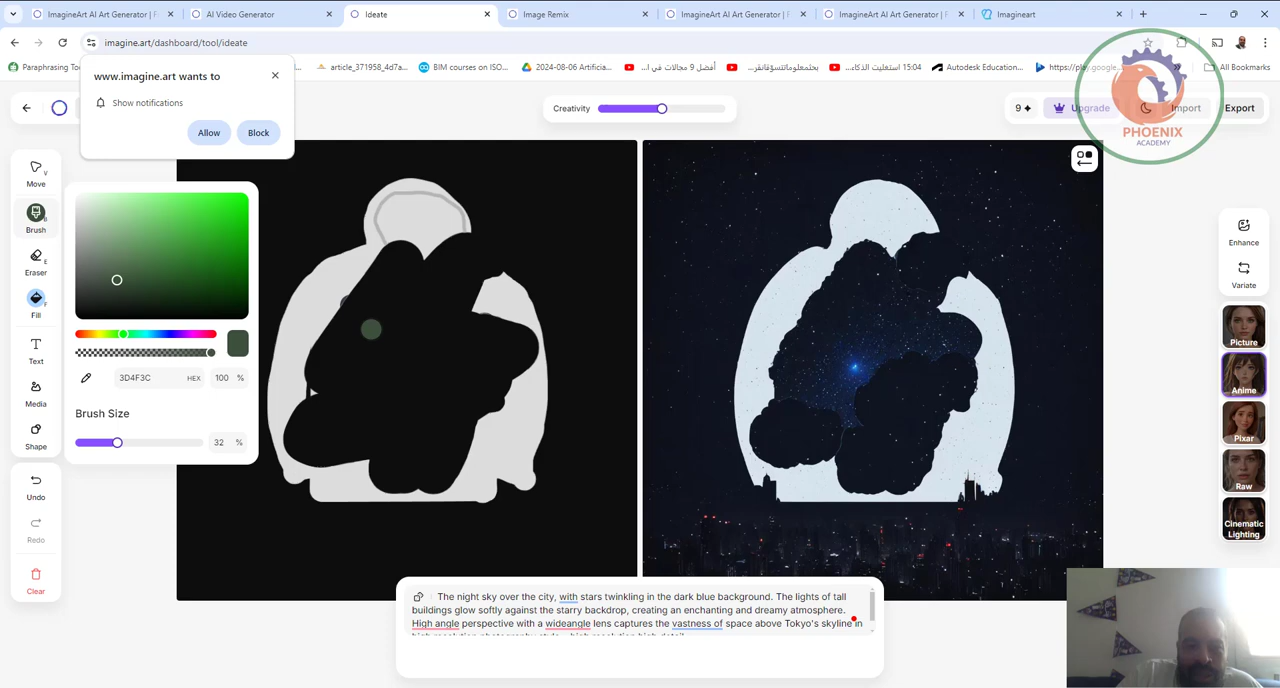 ImagineArt AI Art Generator | F
AI Video Generator
Ideate
Image Remix
ImagineArt AI Art Generator | F
ImagineArt AI Art Generator | F
Imagineart
imagine.art/dashboard/tool/ideate
Paraphrasing To
article_371958_4d7a...
BIM courses on ISO...
2024-08-06 Artificia...
أفضل 9 مجالات في ا...
15:04 استغليت الذكاء...
Autodesk Education...
https://play.google
»
All Bookmarks
www.imagine.art wants to
Show notifications
Allow
Block
Creativity
9
Upgrade
Import
Export
PHOENIX
ACADEMY
Move
V
Brush
B
Eraser
E
Fill
F
Text
T
Media
Shape
Undo
Redo
Clear
3D4F3C
HEX
100
%
Brush Size
32
%
Enhance
Variate
Picture
Anime
Pixar
Raw
Cinematic
Lighting
The night sky over the city, with stars twinkling in the dark blue background. The lights of tall
buildings glow softly against the starry backdrop, creating an enchanting and dreamy atmosphere.
High angle perspective with a wideangle lens captures the vastness of space above Tokyo's skyline in